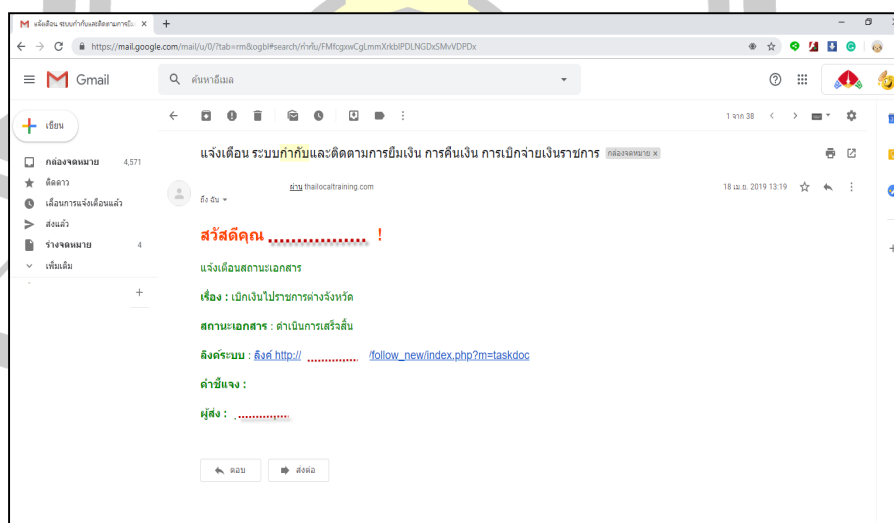 แจ้งเตือน ระบบกำกับและติดตามการยืมเงิ
https://mail.google.com/mail/u/0/?tab=rm&ogbl#search/กำกับ/FMfcgxwCgLmmXrkbIPDLNGDxSMvVDPDx
Gmail
ค้นหาอีเมล
เขียน
1 จาก 38
กล่องจดหมาย 4,571
แจ้งเตือน ระบบกำกับและติดตามการยืมเงิน การคืนเงิน การเบิกจ่ายเงินราชการ กล่องจดหมาย x
ติดดาว
เลื่อนการแจ้งเตือนแล้ว
ผ่าน thailocaltraining.com 18 เม.ย. 2019 13:19
ถึง ฉัน
ส่งแล้ว
ร่างจดหมาย 4
เพิ่มเติม
สวัสดีคุณ .................. !
แจ้งเตือนสถานะเอกสาร
เรื่อง : เบิกเงินไปราชการต่างจังหวัด
สถานะเอกสาร : ดำเนินการเสร็จสิ้น
ลิงค์ระบบ : ลิงค์ http:// .............. /follow_new/index.php?m=taskdoc
คำชี้แจง :
ผู้ส่ง : ..............
ตอบ
ส่งต่อ